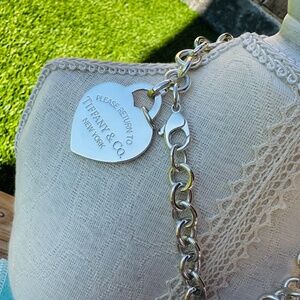 PLEASE RETURN TO
TIFFANY & CO.
NEW YORK